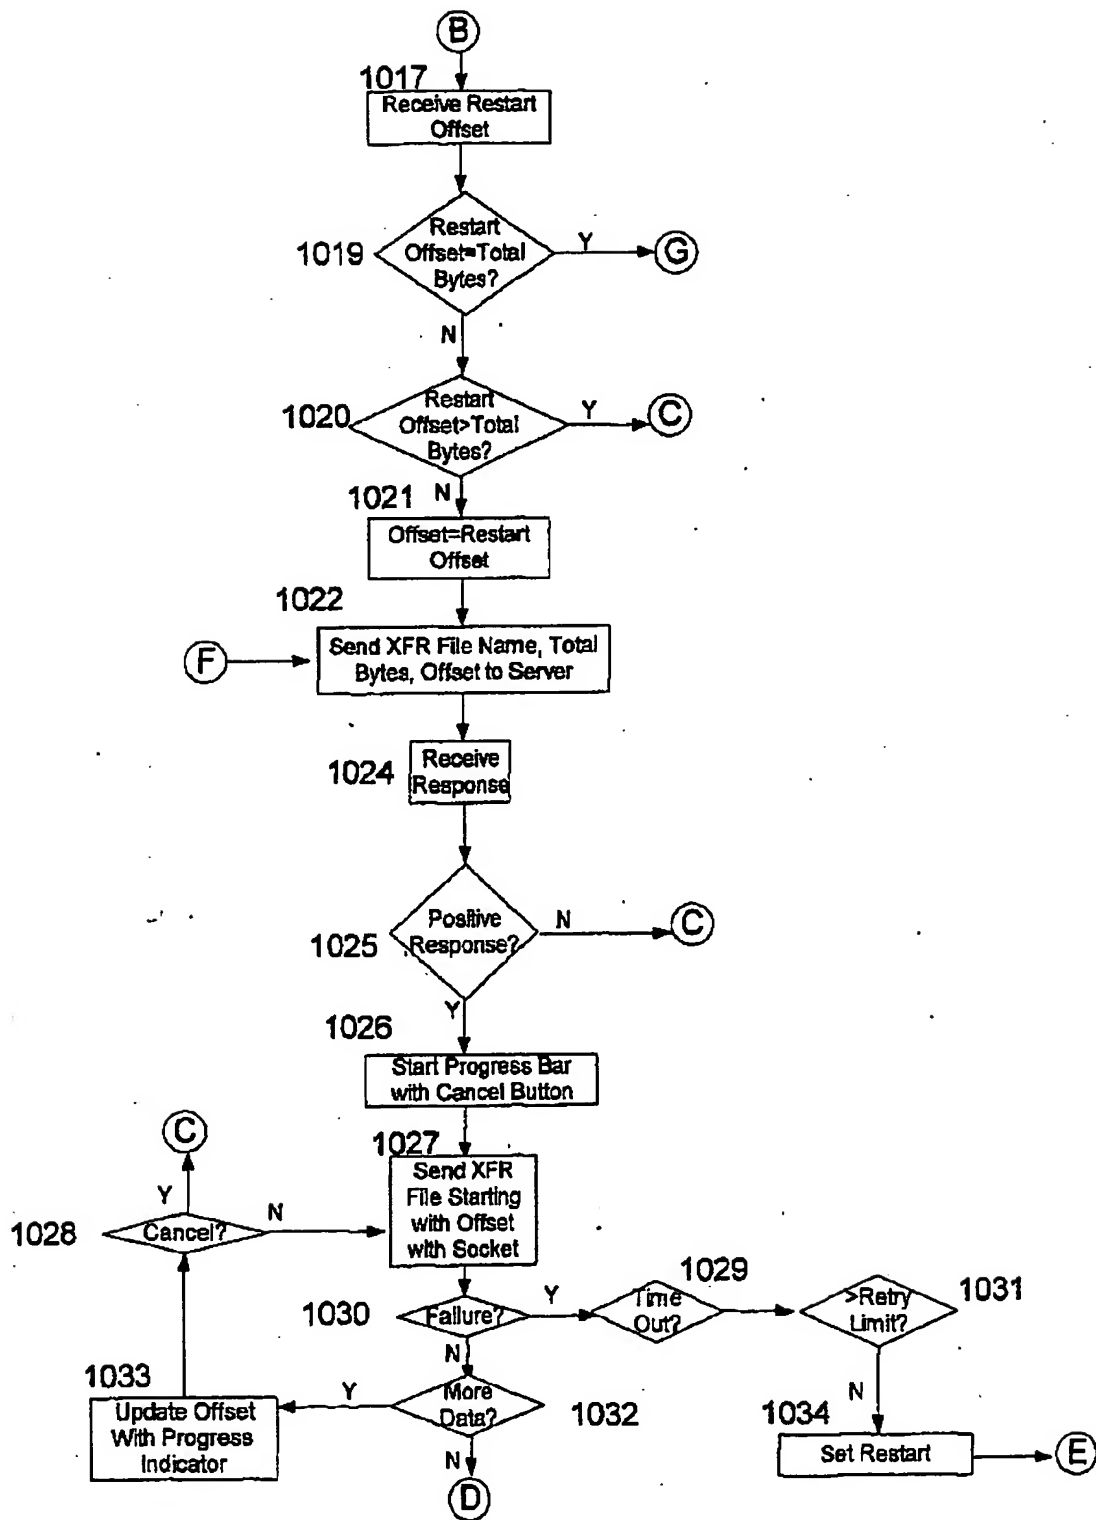 B
1017
Receive Restart
Offset
1019
Restart
Offset=Total
Bytes?
Y
G
N
1020
Restart
Offset>Total
Bytes?
Y
C
1021
N
Offset=Restart
Offset
1022
F
Send XFR File Name, Total
Bytes, Offset to Server
1024
Receive
Response
1025
Positive
Response?
N
C
Y
1026
Start Progress Bar
with Cancel Button
C
1027
Send XFR
File Starting
with Offset
with Socket
Y
1028
Cancel?
N
1030
Failure?
Y
1029
Time
Out?
1031
>Retry
Limit?
N
1033
Update Offset
With Progress
Indicator
Y
More
Data?
1032
N
1034
Set Restart
E
N
D